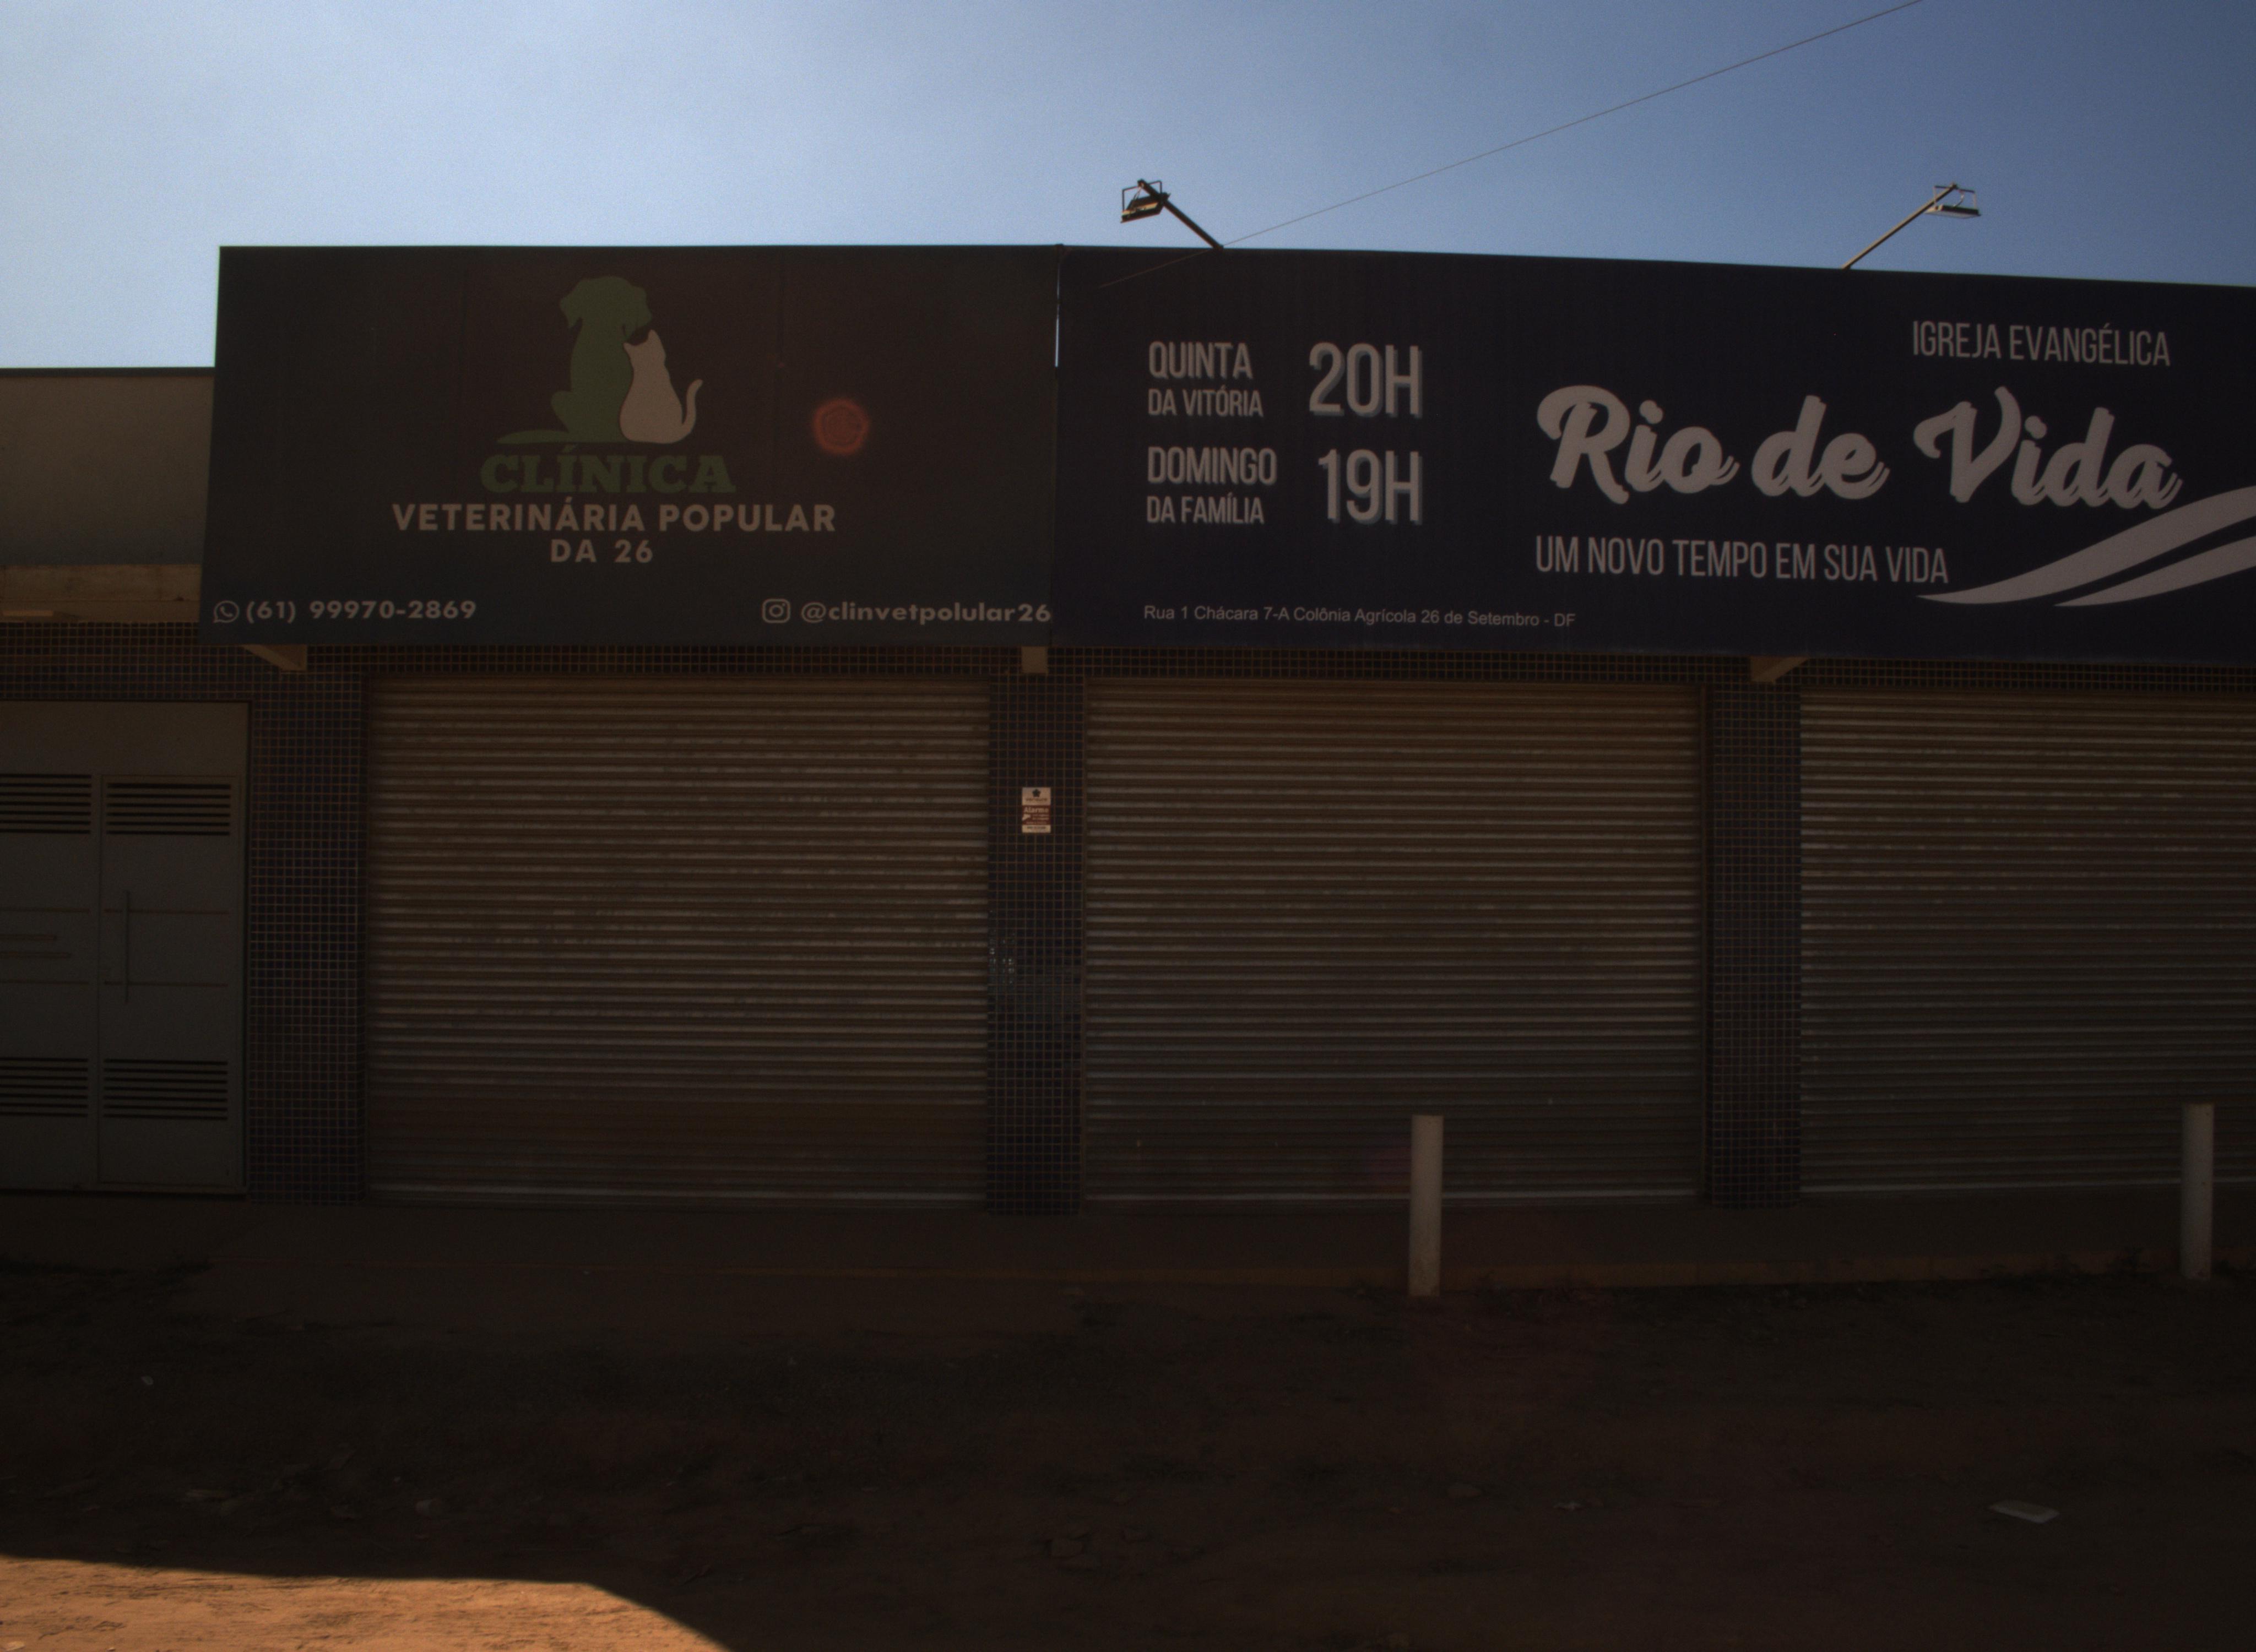 CLÍNICA
VETERINÁRIA POPULAR
DA 26
(61) 99970-2869
@clinvetpolular26
QUINTA
DA VITÓRIA
20H
DOMINGO
DA FAMÍLIA
19H
IGREJA EVANGÉLICA
Rio de Vida
UM NOVO TEMPO EM SUA VIDA
Rua 1 Chácara 7-A Colônia Agrícola 26 de Setembro - DF
Alarme